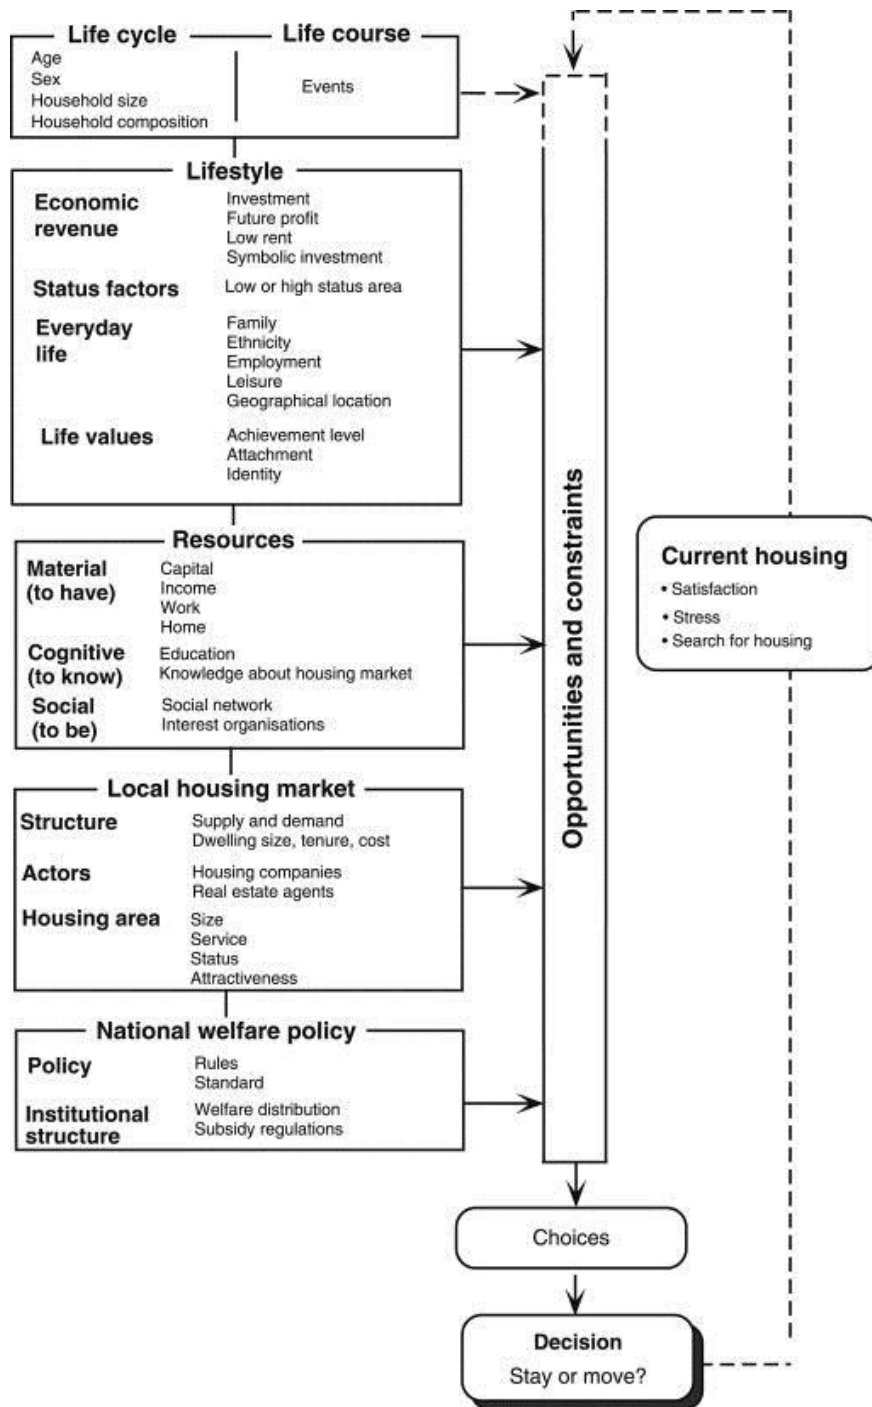 Life cycle
Life course
Age
Sex
Household size
Household composition
Events
Lifestyle
Economic
revenue
Investment
Future profit
Low rent
Symbolic investment
Status factors
Low or high status area
Everyday
life
Family
Ethnicity
Employment
Leisure
Geographical location
Life values
Achievement level
Attachment
Identity
Resources
Material
(to have)
Capital
Income
Work
Home
Cognitive
(to know)
Education
Knowledge about housing market
Social
(to be)
Social network
Interest organisations
Local housing market
Structure
Supply and demand
Dwelling size, tenure, cost
Actors
Housing companies
Real estate agents
Housing area
Size
Service
Status
Attractiveness
National welfare policy
Policy
Rules
Standard
Institutional
structure
Welfare distribution
Subsidy regulations
Opportunities and constraints
Current housing
• Satisfaction
• Stress
• Search for housing
Choices
Decision
Stay or move?